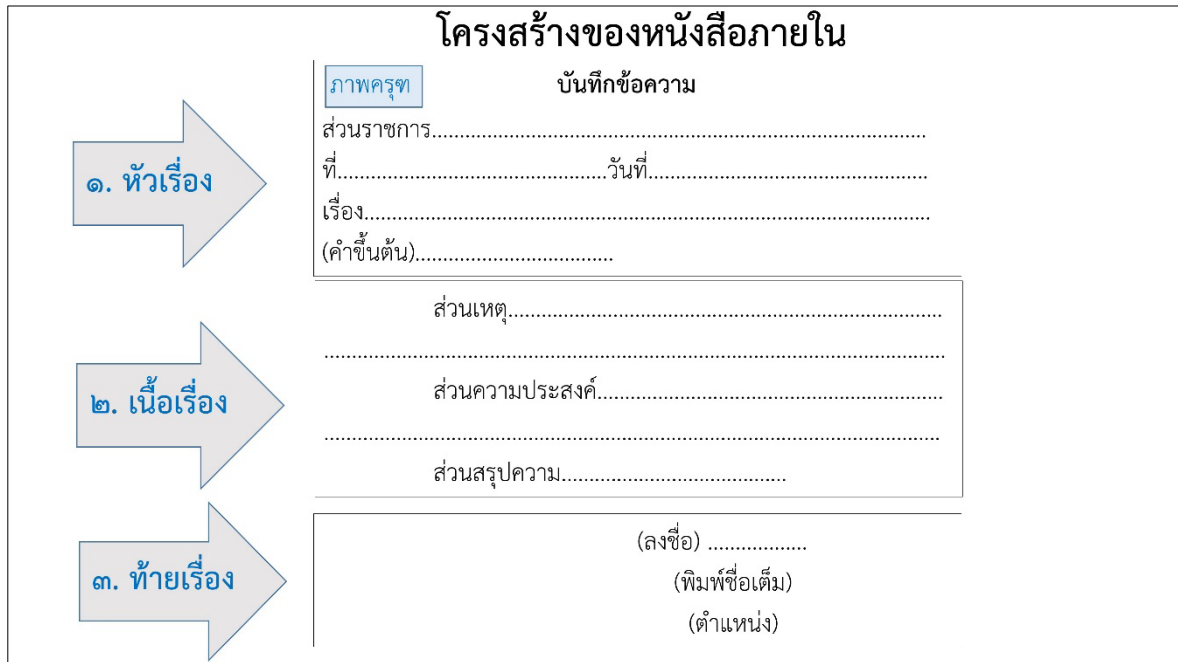 โครงสร้างของหนังสือภายใน
ภาพครุฑ บันทึกข้อความ
ส่วนราชการ........................................................................................
๑. หัวเรื่อง
ที่................................................วันที่..................................................
เรื่อง.....................................................................................................
(คำขึ้นต้น)....................................
ส่วนเหตุ..............................................................................
................................................................................................................
๒. เนื้อเรื่อง
ส่วนความประสงค์..............................................................
...............................................................................................................
ส่วนสรุปความ.........................................
๓. ท้ายเรื่อง
(ลงชื่อ) ..................
(พิมพ์ชื่อเต็ม)
(ตำแหน่ง)